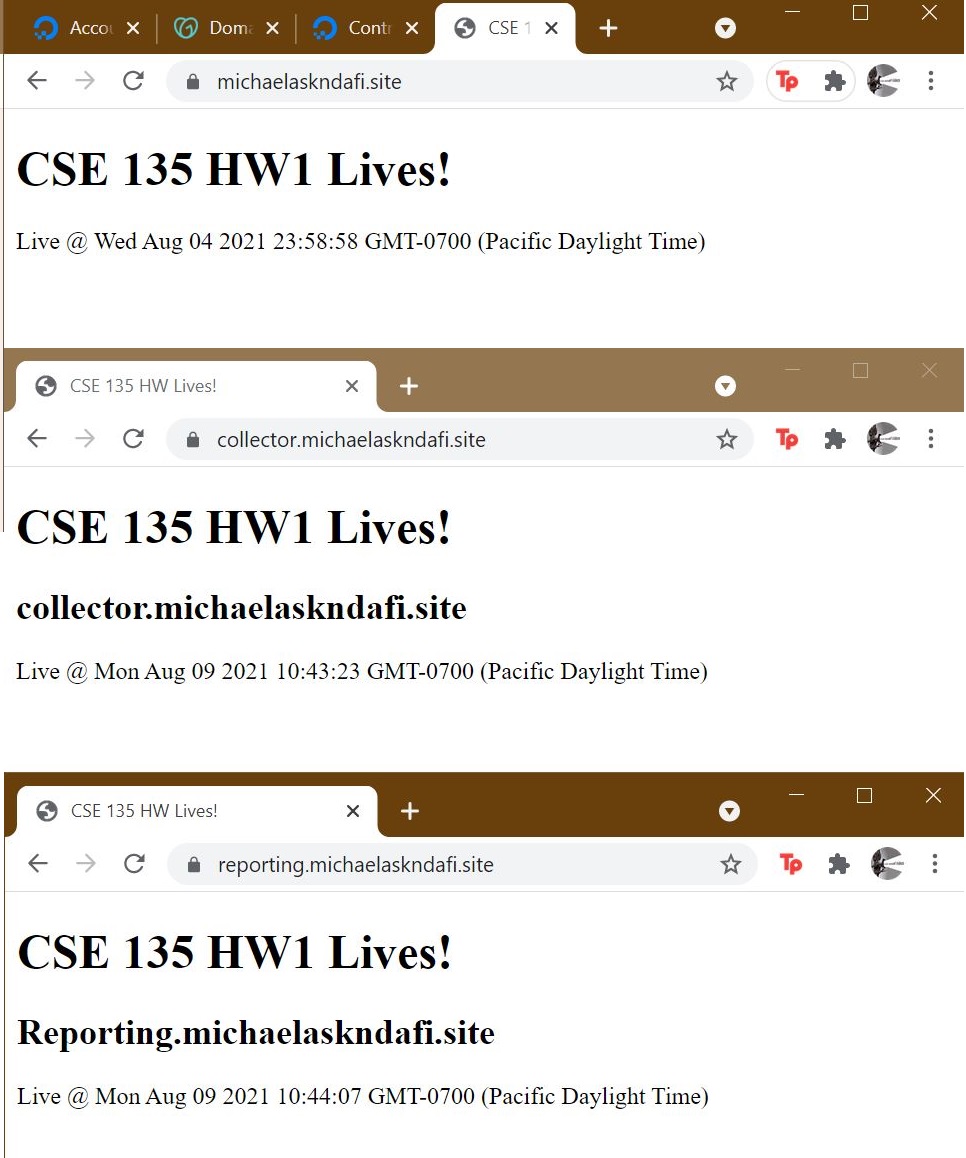 Accou Doma Contr CSE 1
michaelaskndafi.site
Tp
CSE 135 HW1 Lives!
Live @ Wed Aug 04 2021 23:58:58 GMT-0700 (Pacific Daylight Time)
CSE 135 HW Lives!
collector.michaelaskndafi.site
Tp
CSE 135 HW1 Lives!
collector.michaelaskndafi.site
Live @ Mon Aug 09 2021 10:43:23 GMT-0700 (Pacific Daylight Time)
CSE 135 HW Lives!
reporting.michaelaskndafi.site
Tp
CSE 135 HW1 Lives!
Reporting.michaelaskndafi.site
Live @ Mon Aug 09 2021 10:44:07 GMT-0700 (Pacific Daylight Time)